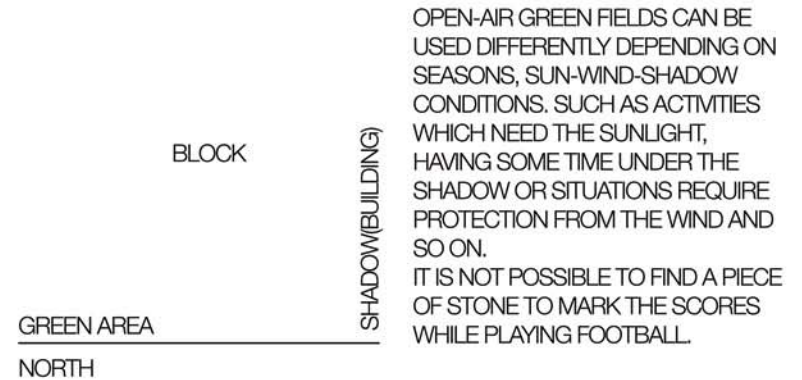 BLOCK
SHADOW(BUILDING)
GREEN AREA
NORTH
OPEN-AIR GREEN FIELDS CAN BE
USED DIFFERENTLY DEPENDING ON
SEASONS, SUN-WIND-SHADOW
CONDITIONS. SUCH AS ACTIVITIES
WHICH NEED THE SUNLIGHT,
HAVING SOME TIME UNDER THE
SHADOW OR SITUATIONS REQUIRE
PROTECTION FROM THE WIND AND
SO ON.
IT IS NOT POSSIBLE TO FIND A PIECE
OF STONE TO MARK THE SCORES
WHILE PLAYING FOOTBALL.